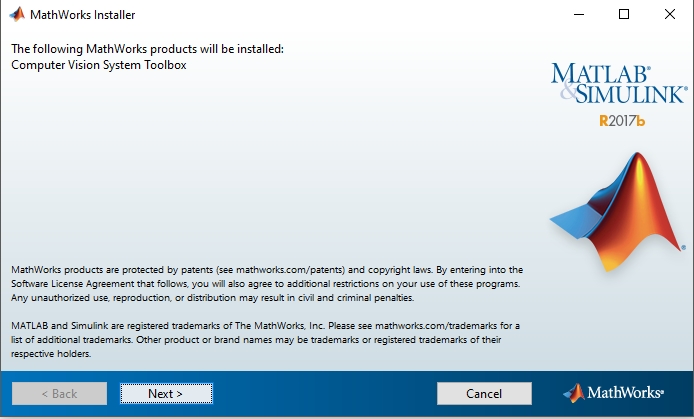 MathWorks Installer
The following MathWorks products will be installed:
Computer Vision System Toolbox
MATLAB®
&SIMULINK®
R2017b
®
MathWorks products are protected by patents (see mathworks.com/patents) and copyright laws. By entering into the
Software License Agreement that follows, you will also agree to additional restrictions on your use of these programs.
Any unauthorized use, reproduction, or distribution may result in civil and criminal penalties.
MATLAB and Simulink are registered trademarks of The MathWorks, Inc. Please see mathworks.com/trademarks for a
list of additional trademarks. Other product or brand names may be trademarks or registered trademarks of their
respective holders.
< Back
Next >
Cancel
MathWorks®